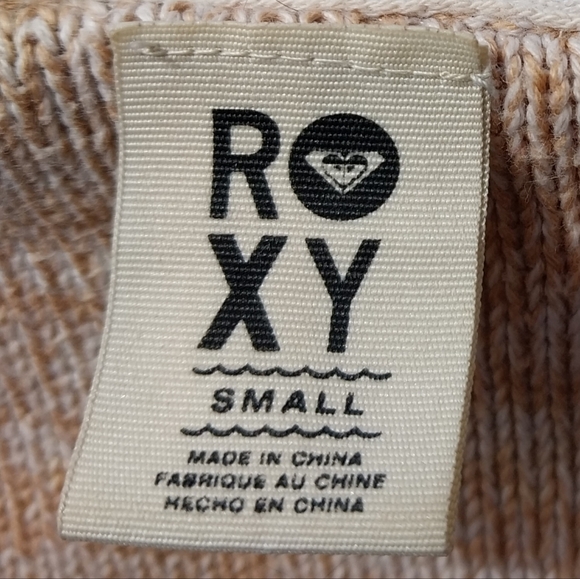 RO
XY
SMALL
MADE IN CHINA
FABRIQUE AU CHINE
HECHO EN CHINA